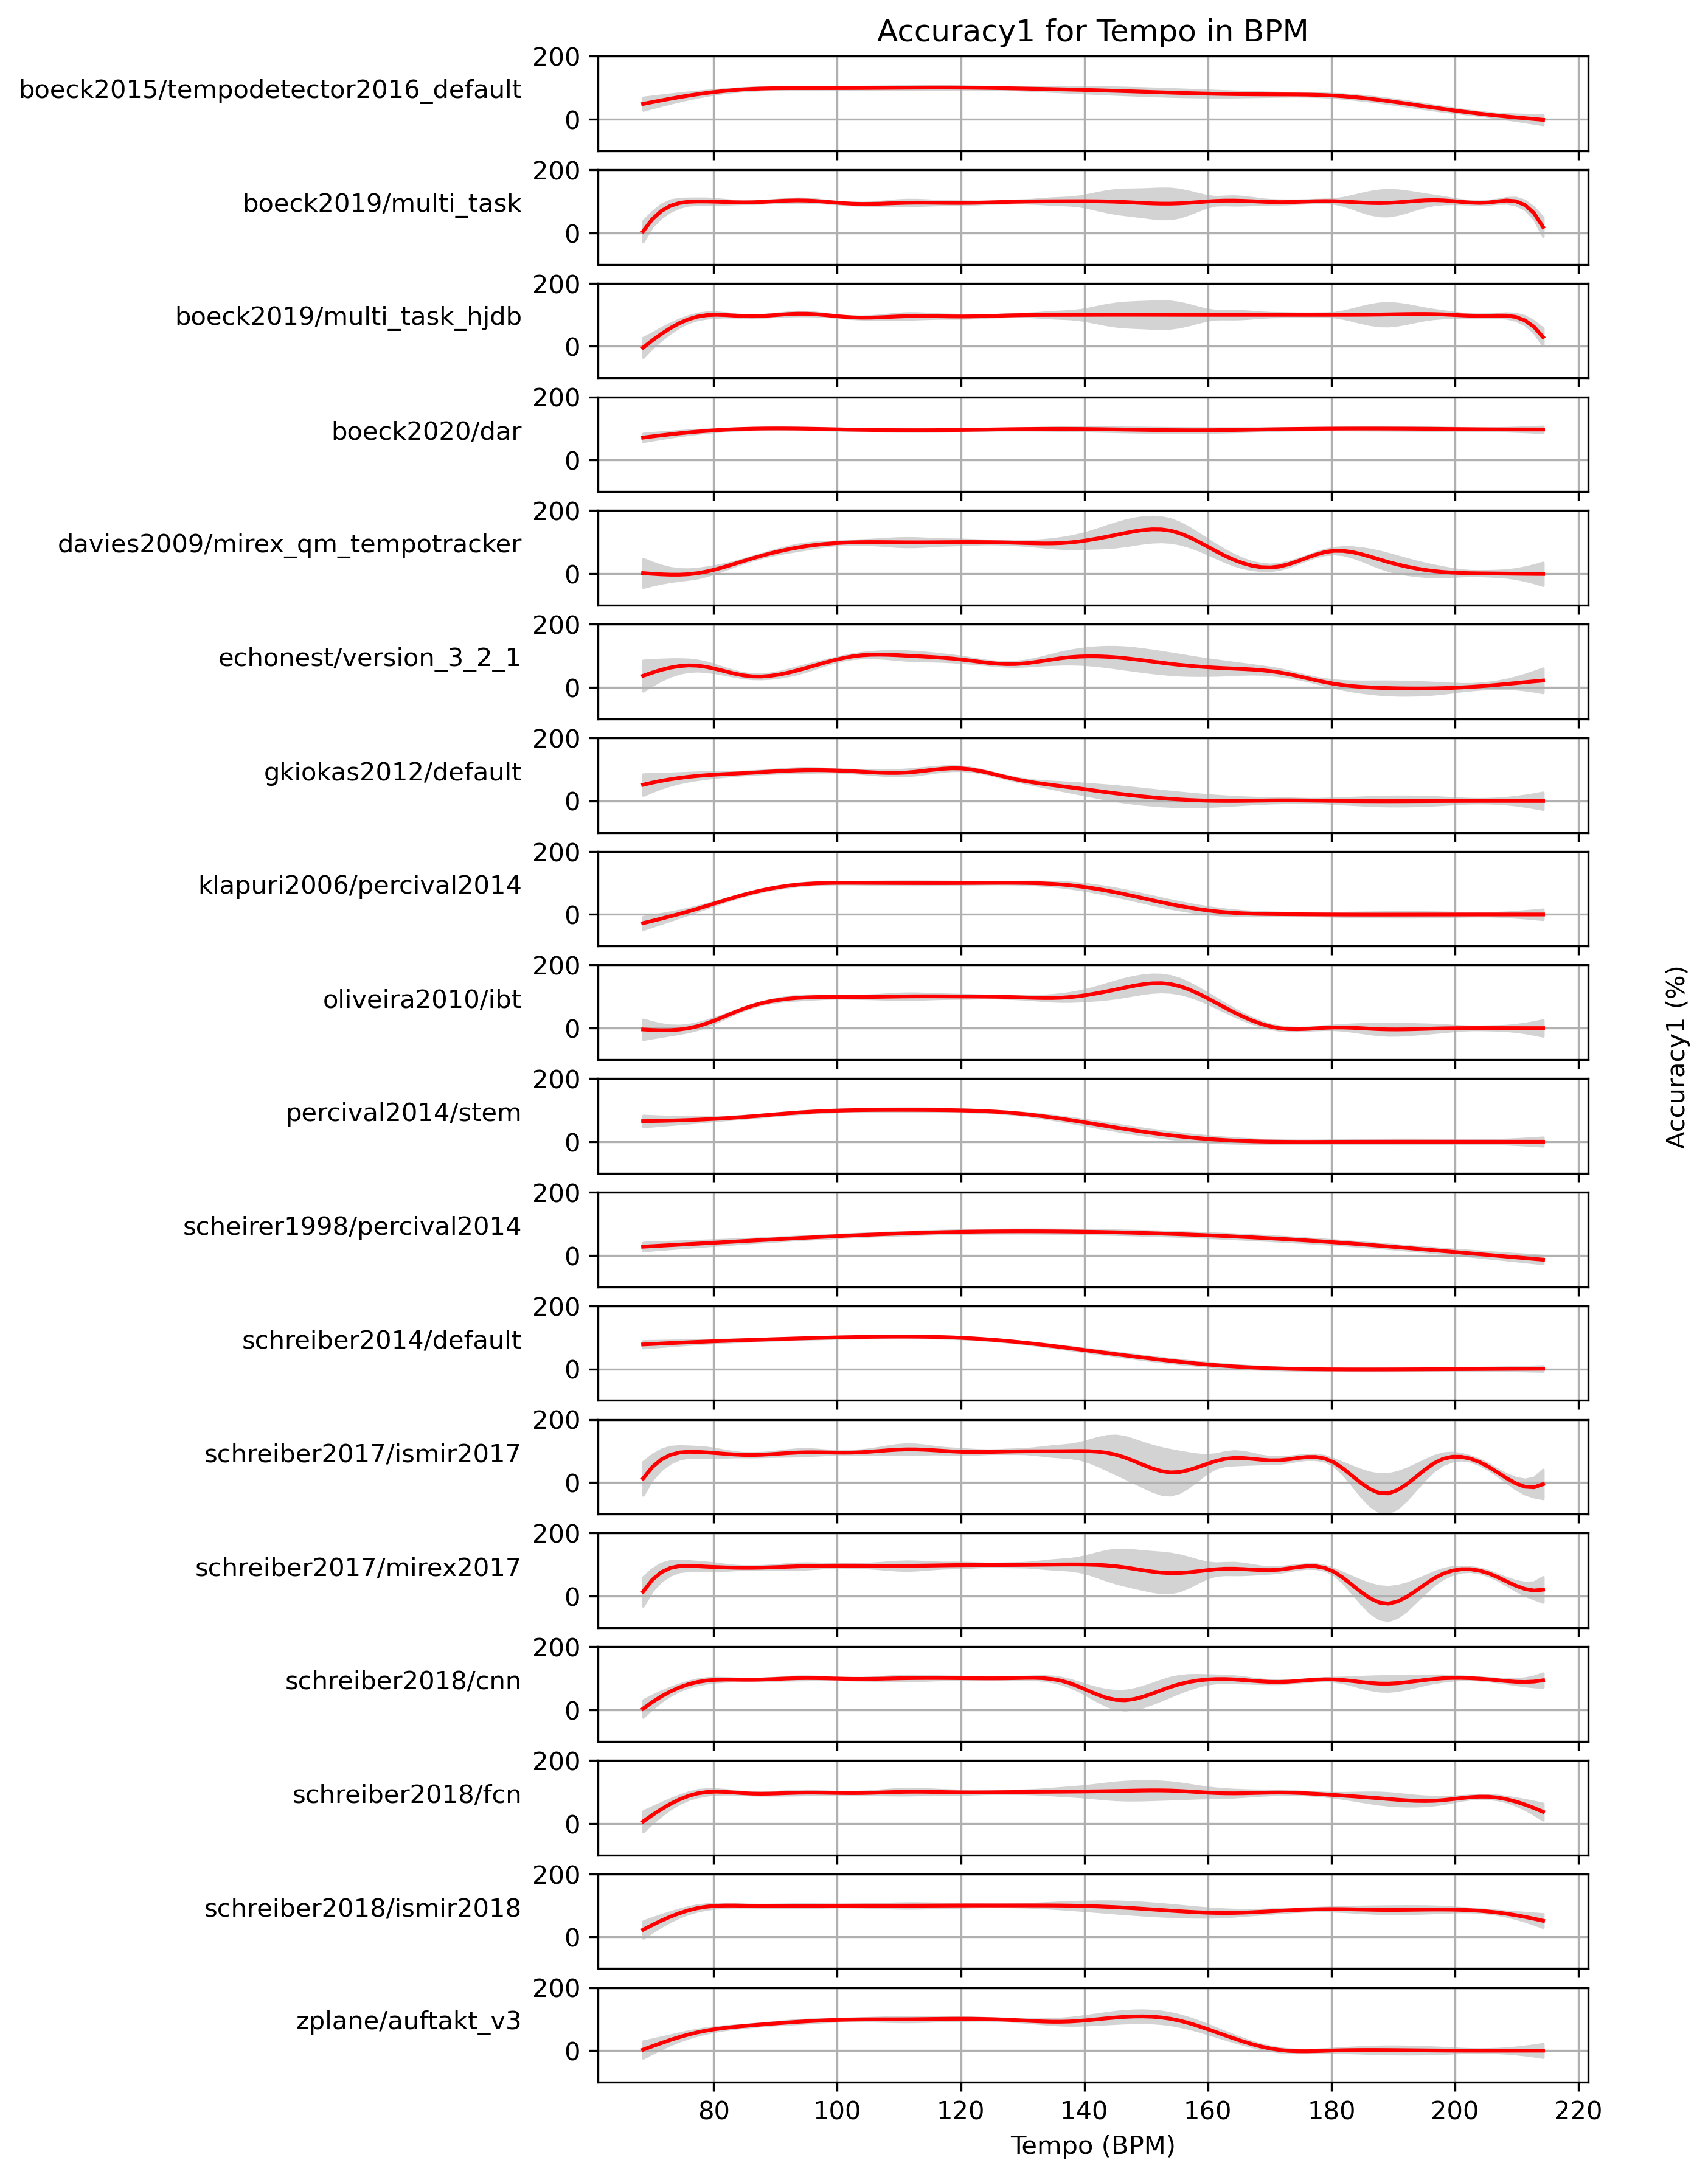 Accuracy1 for Tempo in BPM
boeck2015/tempodetector2016_default
200
0
boeck2019/multi_task
200
0
boeck2019/multi_task_hjdb
200
0
boeck2020/dar
200
0
davies2009/mirex_qm_tempotracker
200
0
echonest/version_3_2_1
200
0
gkiokas2012/default
200
0
klapuri2006/percival2014
200
0
oliveira2010/ibt
200
0
percival2014/stem
200
0
scheirer1998/percival2014
200
0
schreiber2014/default
200
0
schreiber2017/ismir2017
200
0
schreiber2017/mirex2017
200
0
schreiber2018/cnn
200
0
schreiber2018/fcn
200
0
schreiber2018/ismir2018
200
0
zplane/auftakt_v3
200
0
80 100 120 140 160 180 200 220
Tempo (BPM)
Accuracy1 (%)